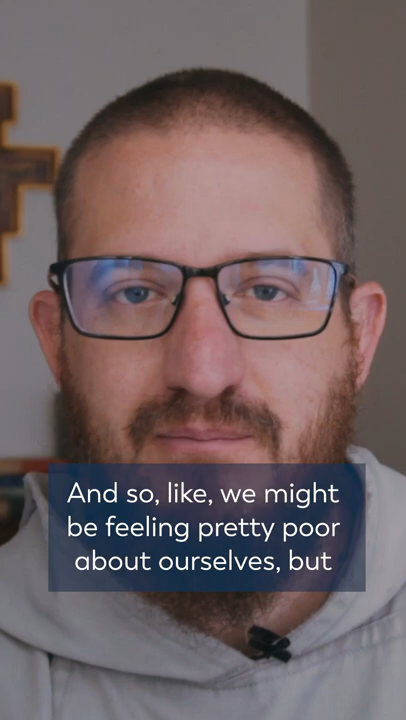 And so, like, we might
be feeling pretty poor
about ourselves, but